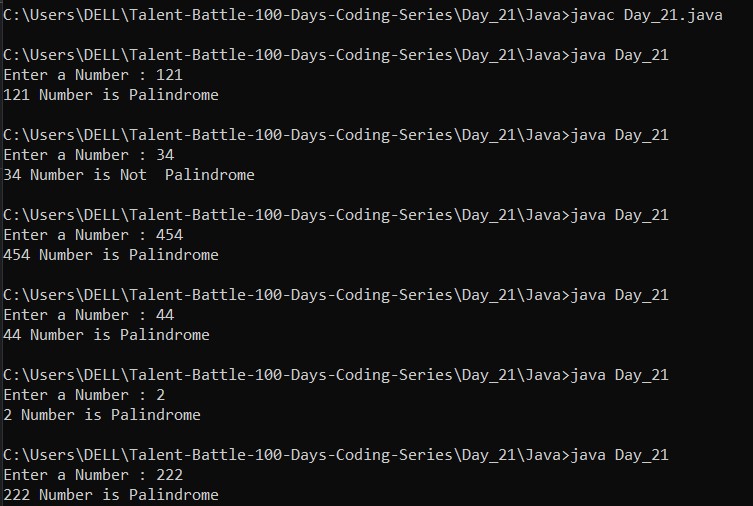 C:\Users\DELL\Talent-Battle-100-Days-Coding-Series\Day_21\Java>javac Day_21.java
C:\Users\DELL\Talent-Battle-100-Days-Coding-Series\Day_21\Java>java Day_21
Enter a Number : 121
121 Number is Palindrome
C:\Users\DELL\Talent-Battle-100-Days-Coding-Series\Day_21\Java>java Day_21
Enter a Number : 34
34 Number is Not  Palindrome
C:\Users\DELL\Talent-Battle-100-Days-Coding-Series\Day_21\Java>java Day_21
Enter a Number : 454
454 Number is Palindrome
C:\Users\DELL\Talent-Battle-100-Days-Coding-Series\Day_21\Java>java Day_21
Enter a Number : 44
44 Number is Palindrome
C:\Users\DELL\Talent-Battle-100-Days-Coding-Series\Day_21\Java>java Day_21
Enter a Number : 2
2 Number is Palindrome
C:\Users\DELL\Talent-Battle-100-Days-Coding-Series\Day_21\Java>java Day_21
Enter a Number : 222
222 Number is Palindrome